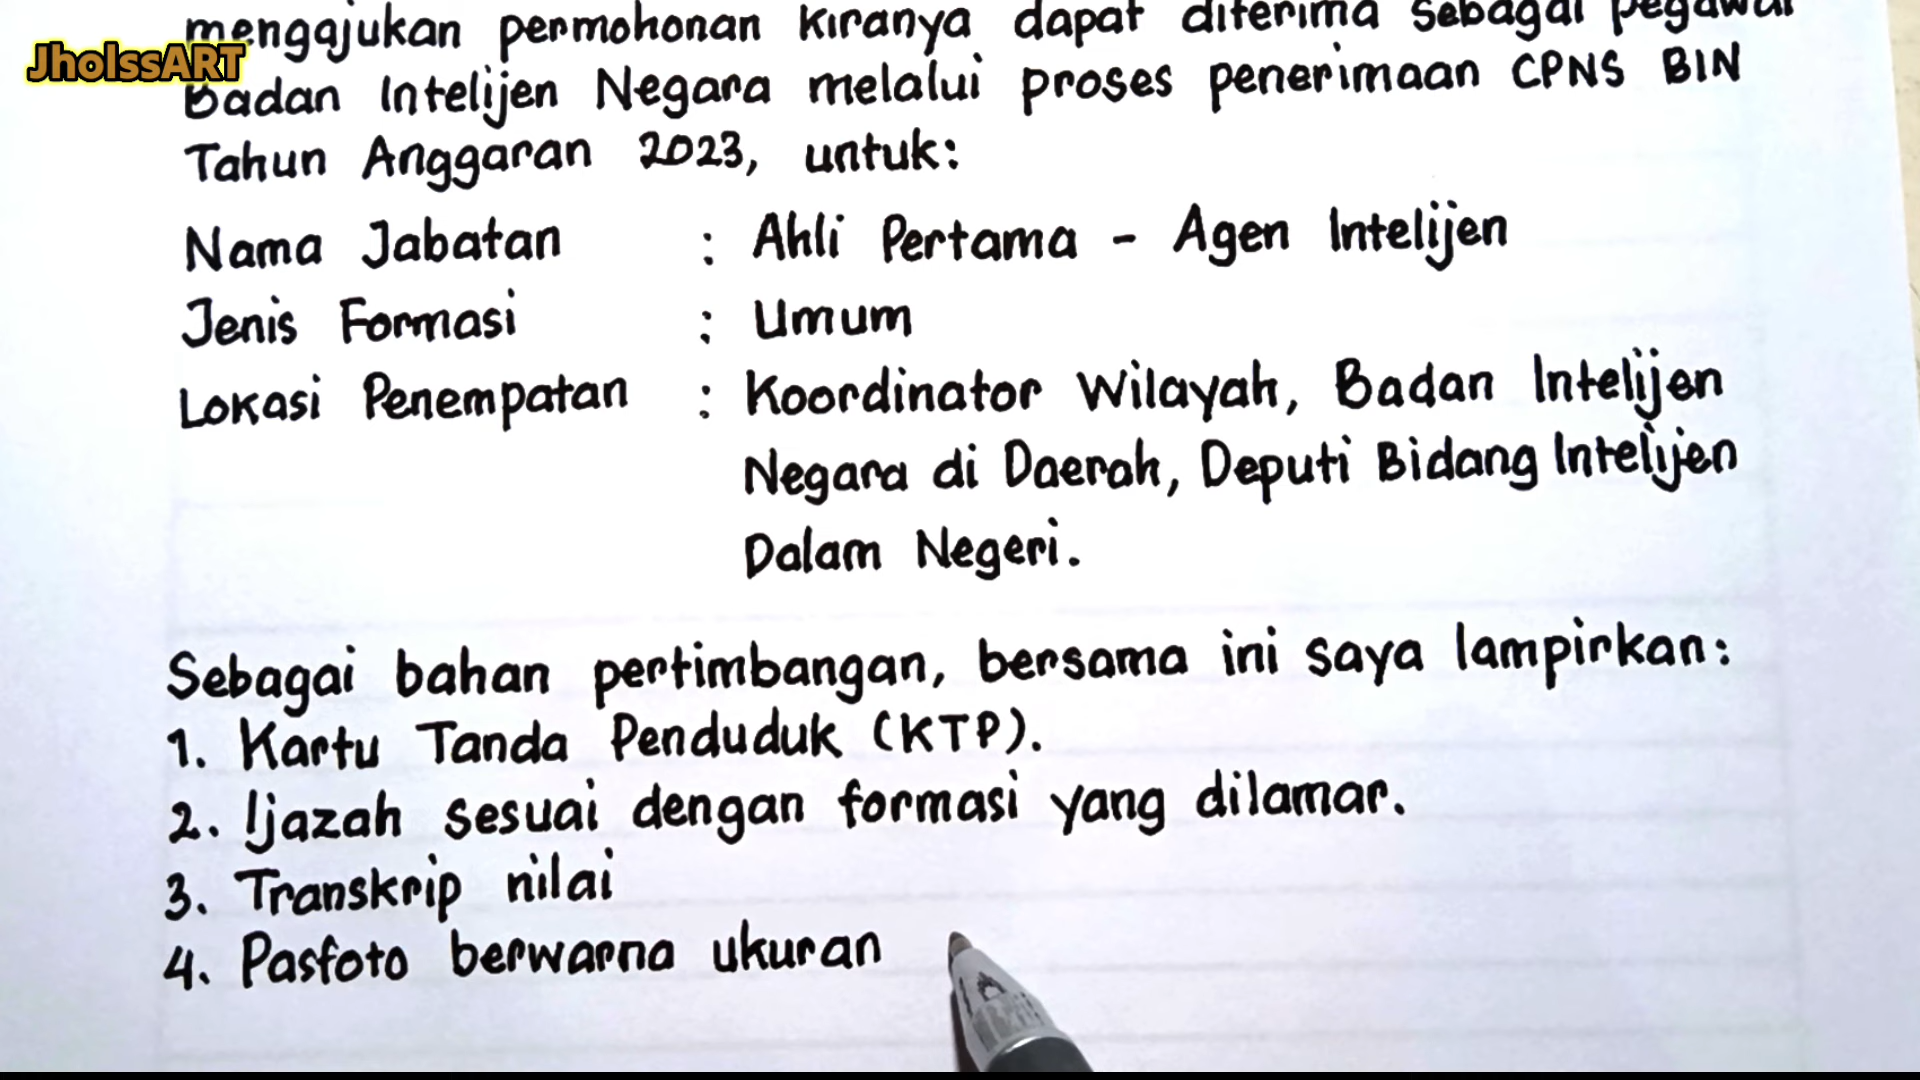 mengajukan permohonan kiranya dapat diterima sebagai pegawai
JholssART
Badan Intelijen Negara melalui proses penerimaan CPNS BIN
Tahun Anggaran 2023, untuk:
Nama Jabatan : Ahli Pertama - Agen Intelijen
Jenis Formasi : Umum
Lokasi Penempatan : Koordinator Wilayah, Badan Intelijen
Negara di Daerah, Deputi Bidang Intelijen
Dalam Negeri.
Sebagai bahan pertimbangan, bersama ini saya lampirkan:
1. Kartu Tanda Penduduk (KTP).
2. Ijazah sesuai dengan formasi yang dilamar.
3. Transkrip nilai
4. Pasfoto berwarna ukuran